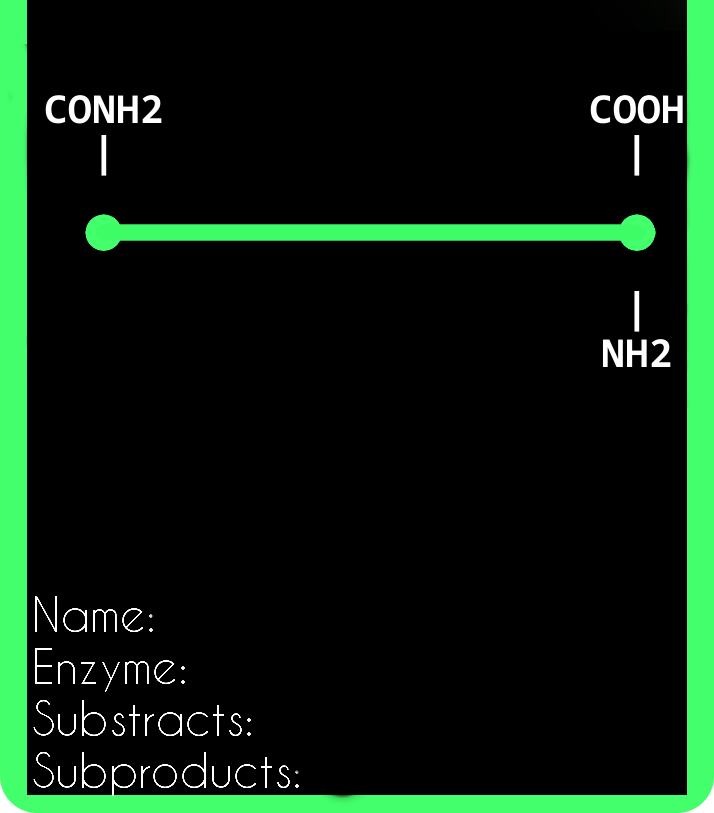 CONH2 COOH
| |
|
NH2
Name:
Enzyme:
Substracts:
Subproducts: